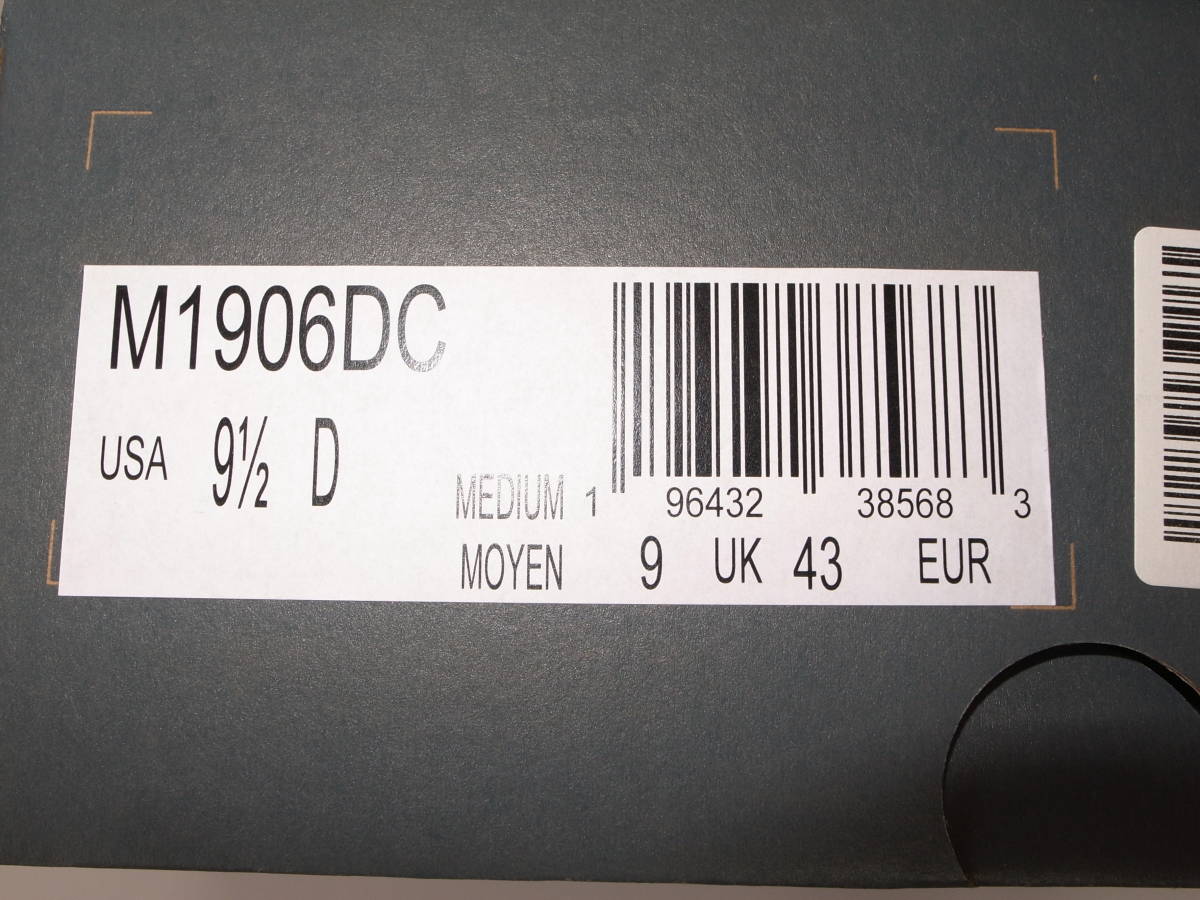 M1906DC
USA 9½ D
MEDIUM 1 96432 38568 3
MOYEN 9 UK 43 EUR